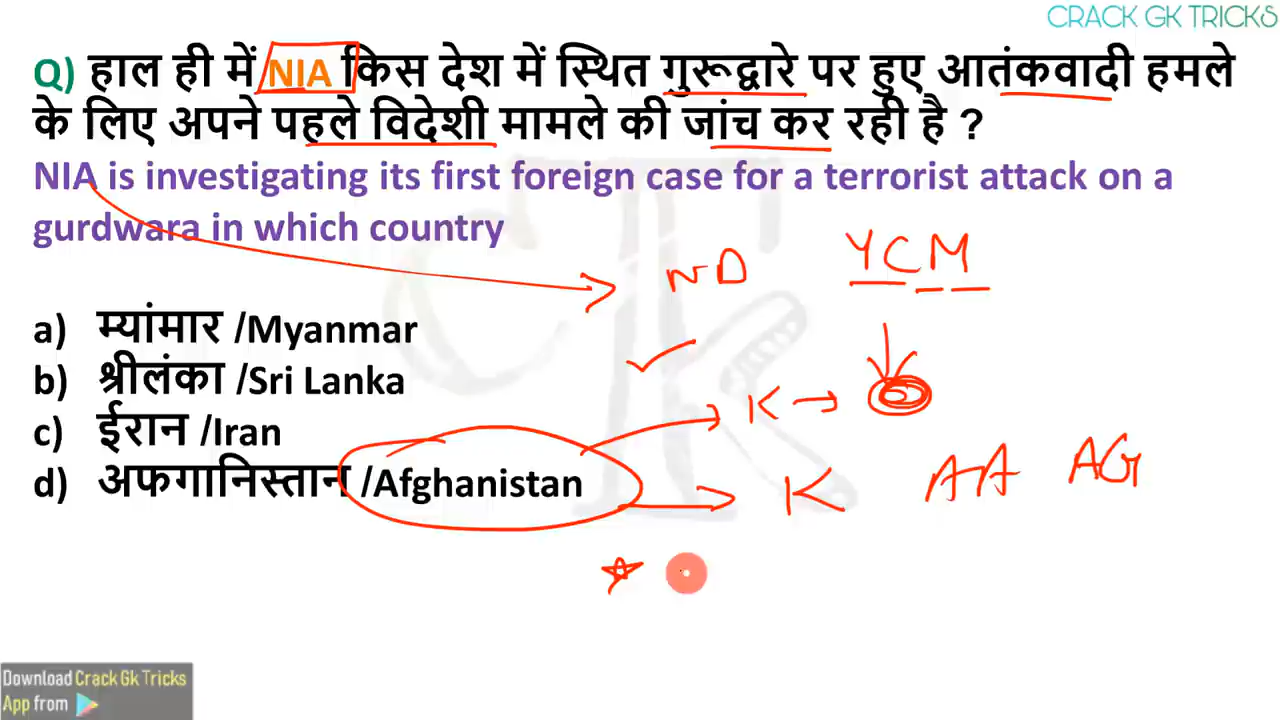 CRACK GK TRICKS
Q) हाल ही में NIA किस देश में स्थित गुरूद्वारे पर हुए आतंकवादी हमले
के लिए अपने पहले विदेशी मामले की जांच कर रही है ?
NIA is investigating its first foreign case for a terrorist attack on a
gurdwara in which country
ND YCM
a) म्यांमार /Myanmar
b) श्रीलंका /Sri Lanka
K
c) ईरान /Iran
d) अफगानिस्तान /Afghanistan
K AA AG
Download Crack Gk Tricks
App from